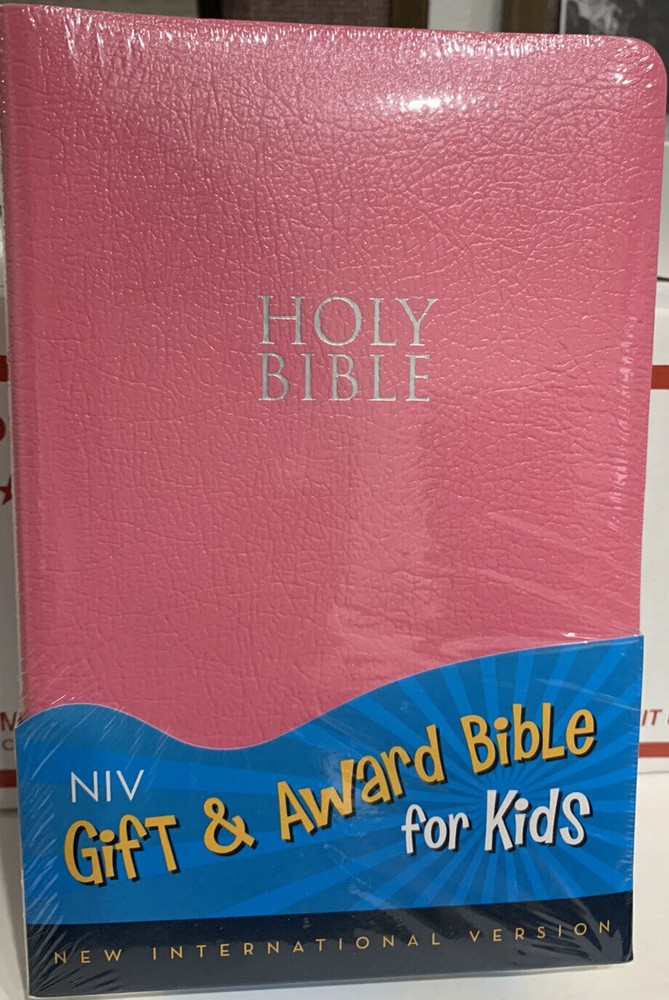 HOLY
BIBLE
NIV
Gift & Award Bible
for Kids
NEW INTERNATIONAL VERSION